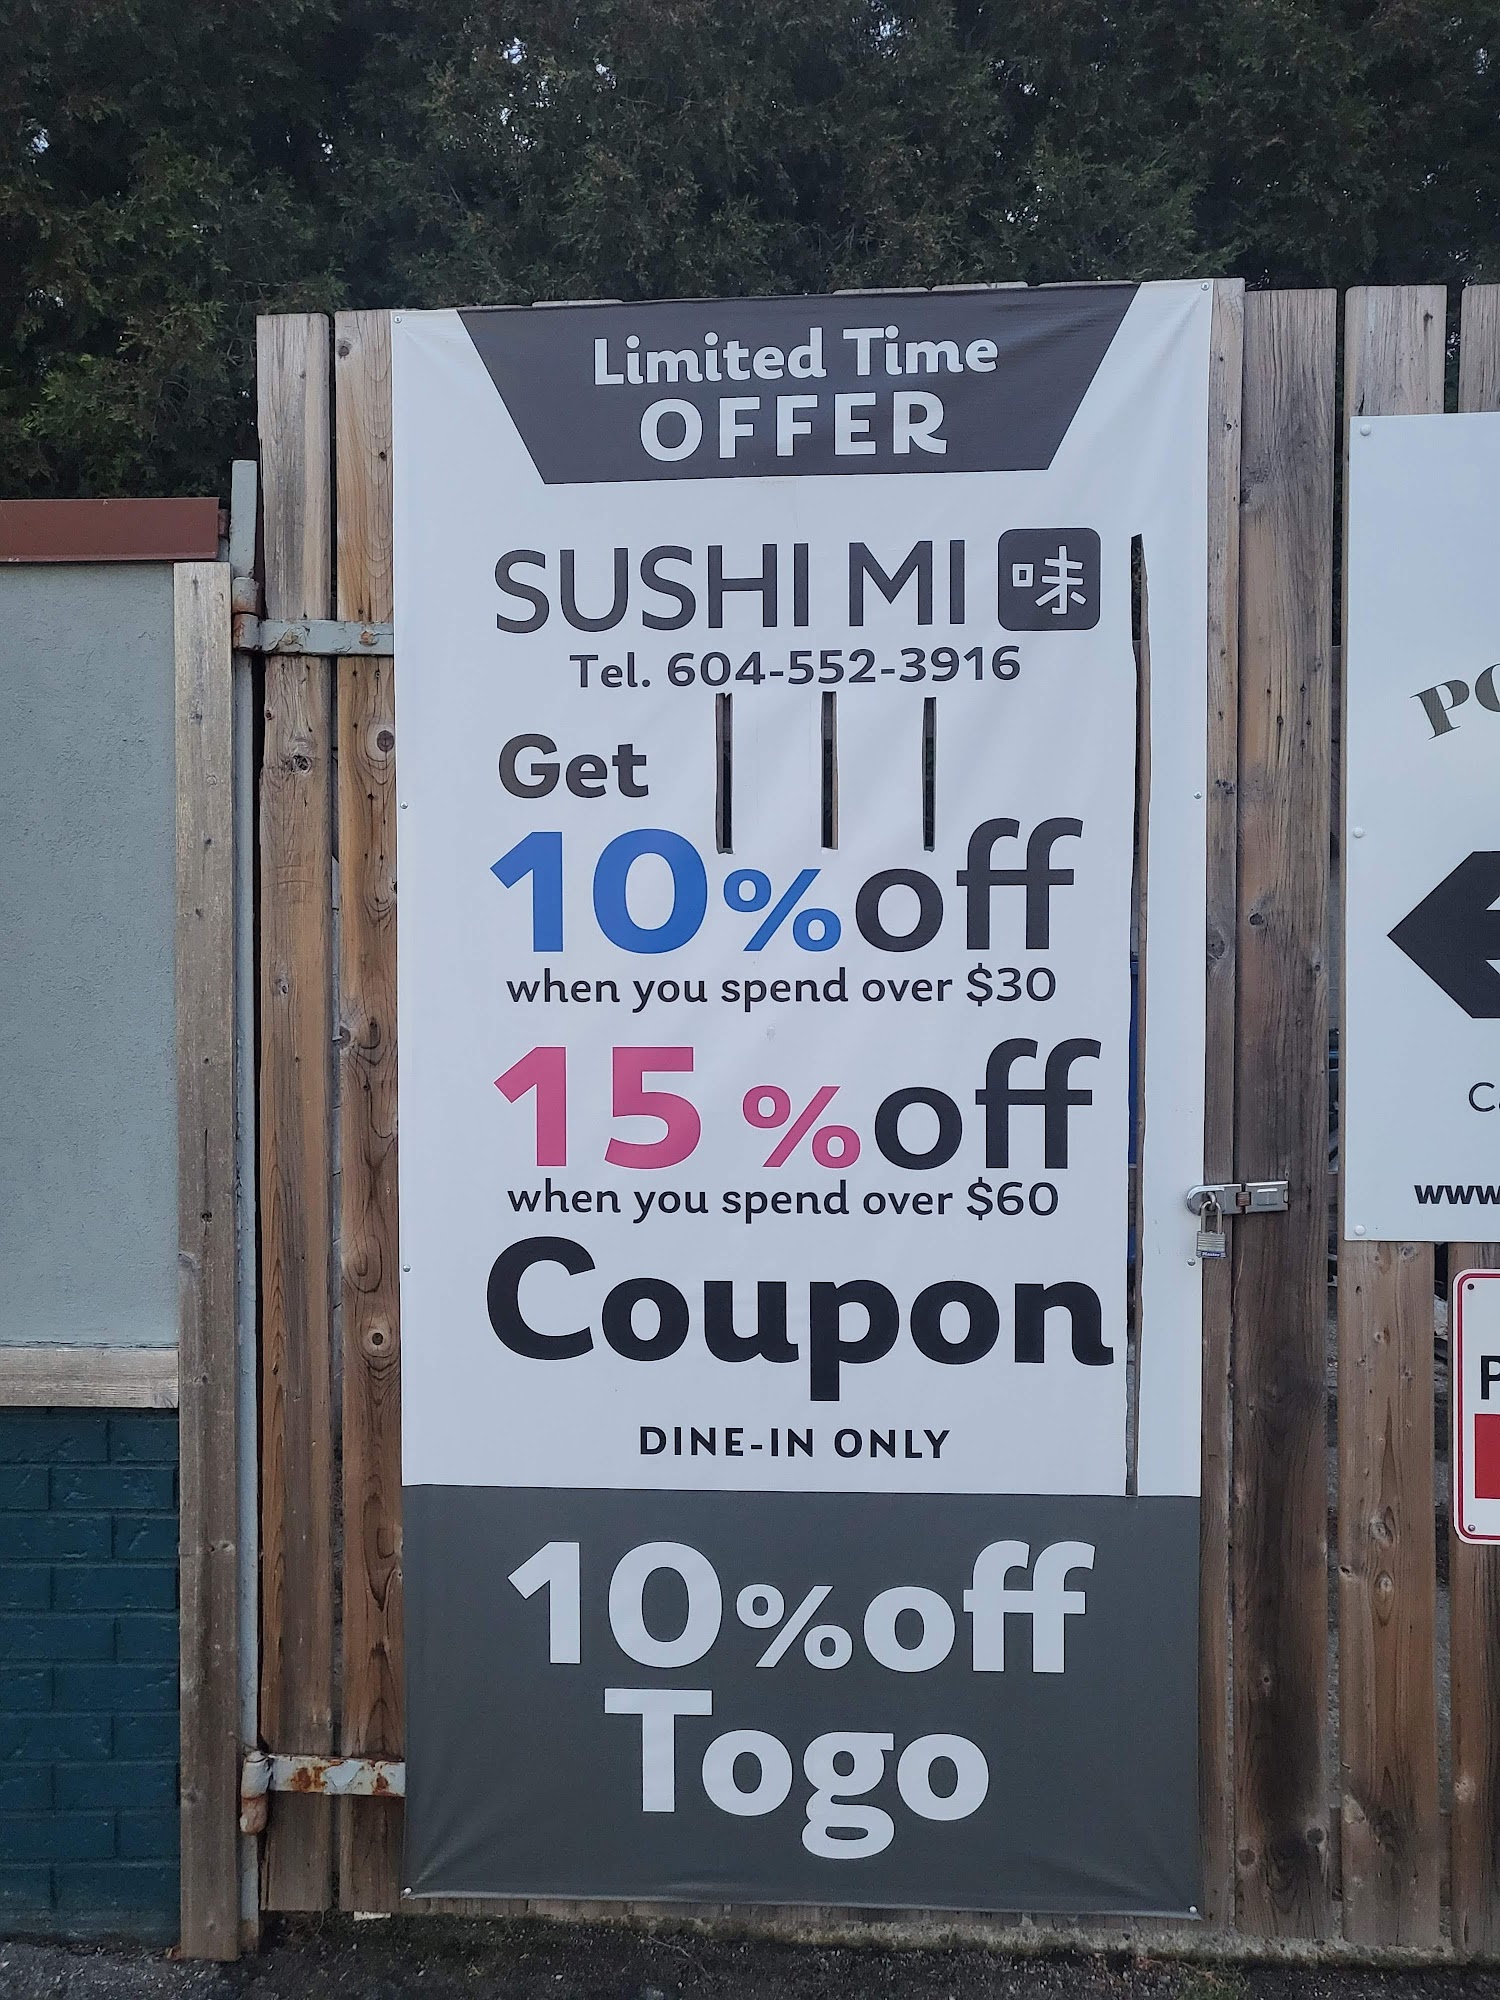 Limited Time
OFFER
SUSHI MI 味
Tel. 604-552-3916
Get
10%off
when you spend over $30
15%off
when you spend over $60
Coupon
DINE-IN ONLY
10%off
Togo
www